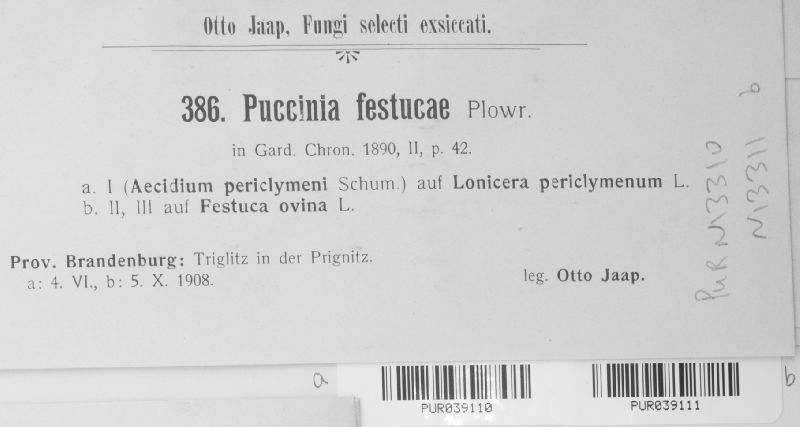 Otto Jaap, Fungi selecti exsiccati.
386. Puccinia festucae Plowr.
in Gard. Chron. 1890, II, p. 42.
a. I (Aecidium periclymeni Schum.) auf Lonicera periclymenum L.
b. II, III auf Festuca ovina L.
Prov. Brandenburg: Triglitz in der Prignitz.
a: 4. VI., b: 5. X. 1908.
leg. Otto Jaap.
PUR N13310
N13311 b
a
PUR039110
PUR039111
b